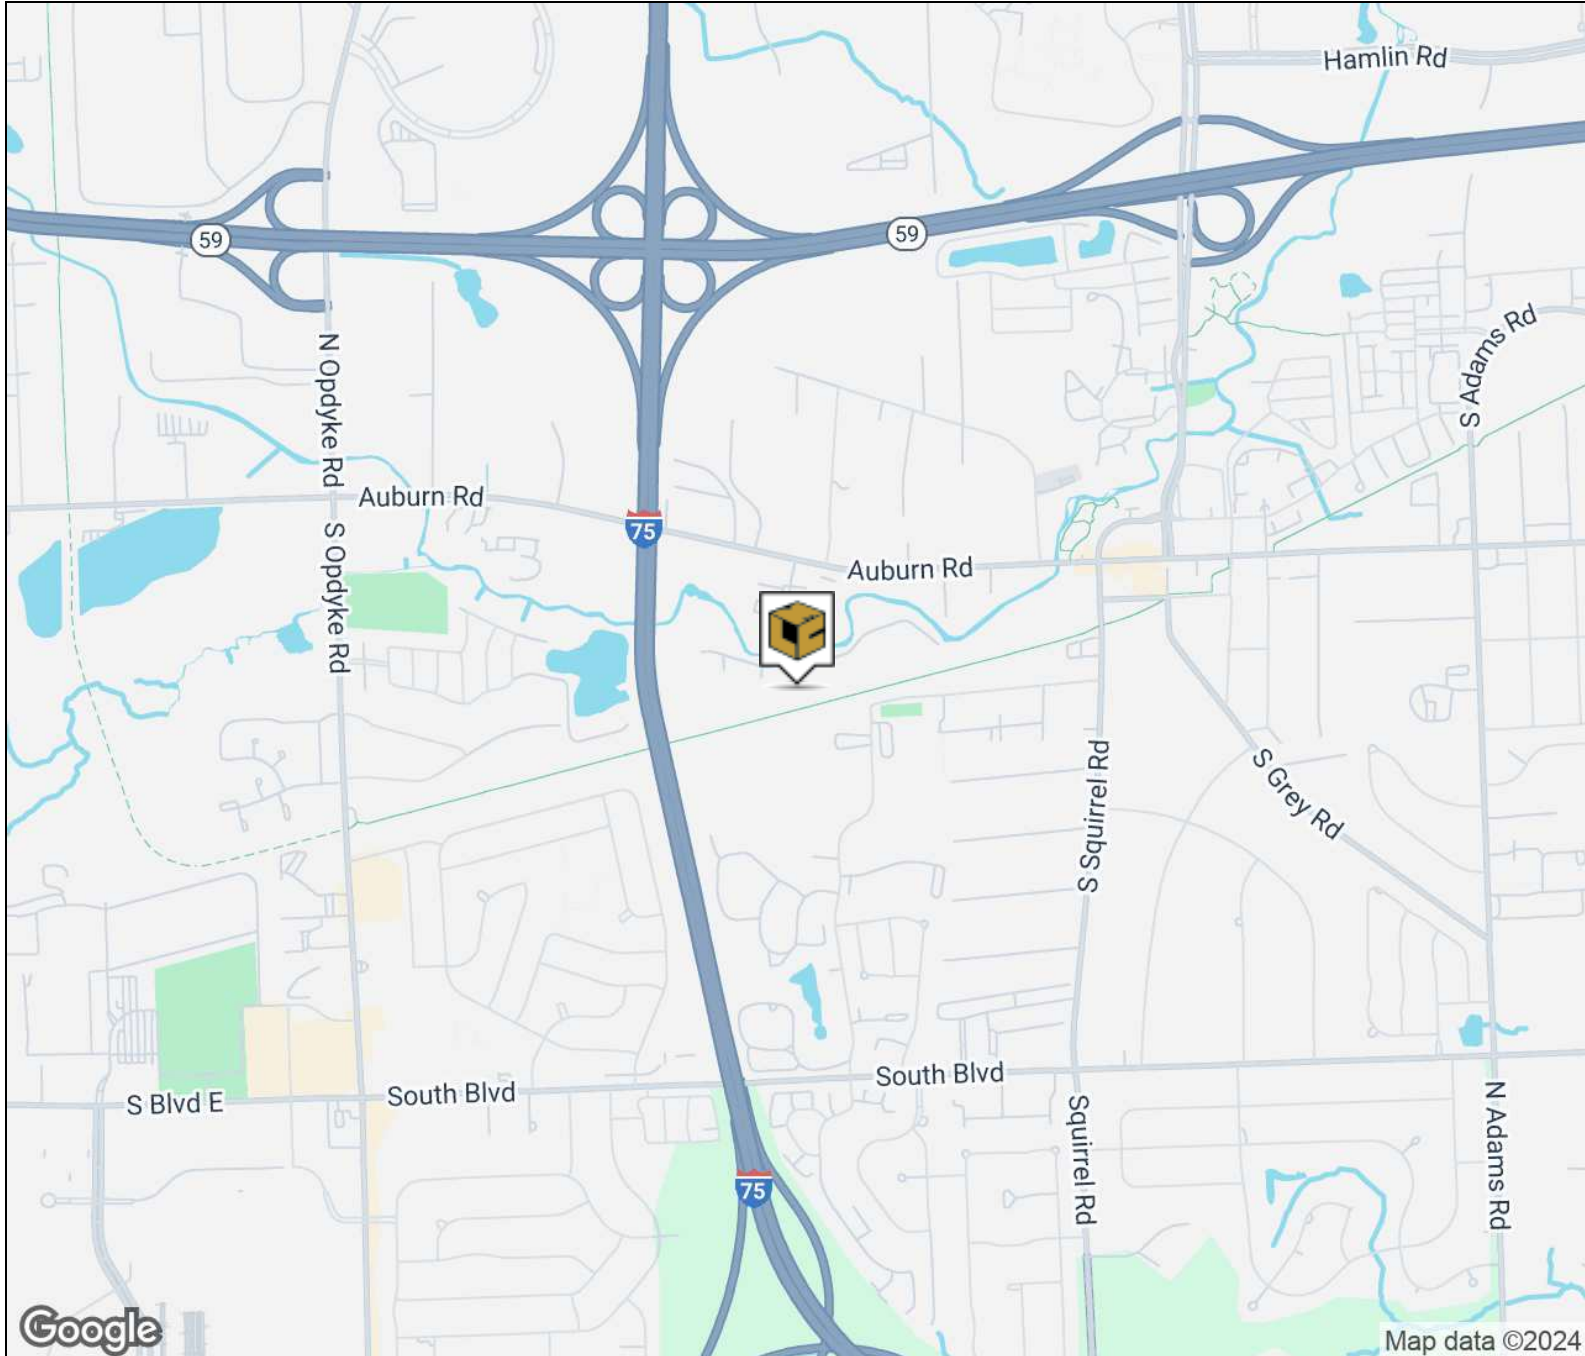 Hamlin Rd
59
59
N Opdyke Rd
S Adams Rd
Auburn Rd
75
S Opdyke Rd
Auburn Rd
S Squirrel Rd
S Grey Rd
South Blvd
South Blvd
S Blvd E
Squirrel Rd
N Adams Rd
75
Google
Map data ©2024